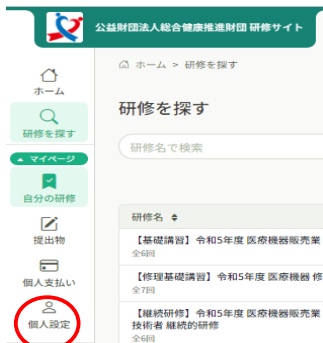 公益財団法人総合健康推進財団 研修サイト
ホーム > 研修を探す
ホーム
研修を探す
マイページ
自分の研修
提出物
個人支払い
個人設定
研修を探す
研修名で検索
研修名
【基礎講習】令和5年度 医療機器販売業
全6回
【修理基礎講習】令和5年度 医療機器 修
全7回
【継続研修】令和5年度 医療機器販売業
技術者 継続的研修
全6回